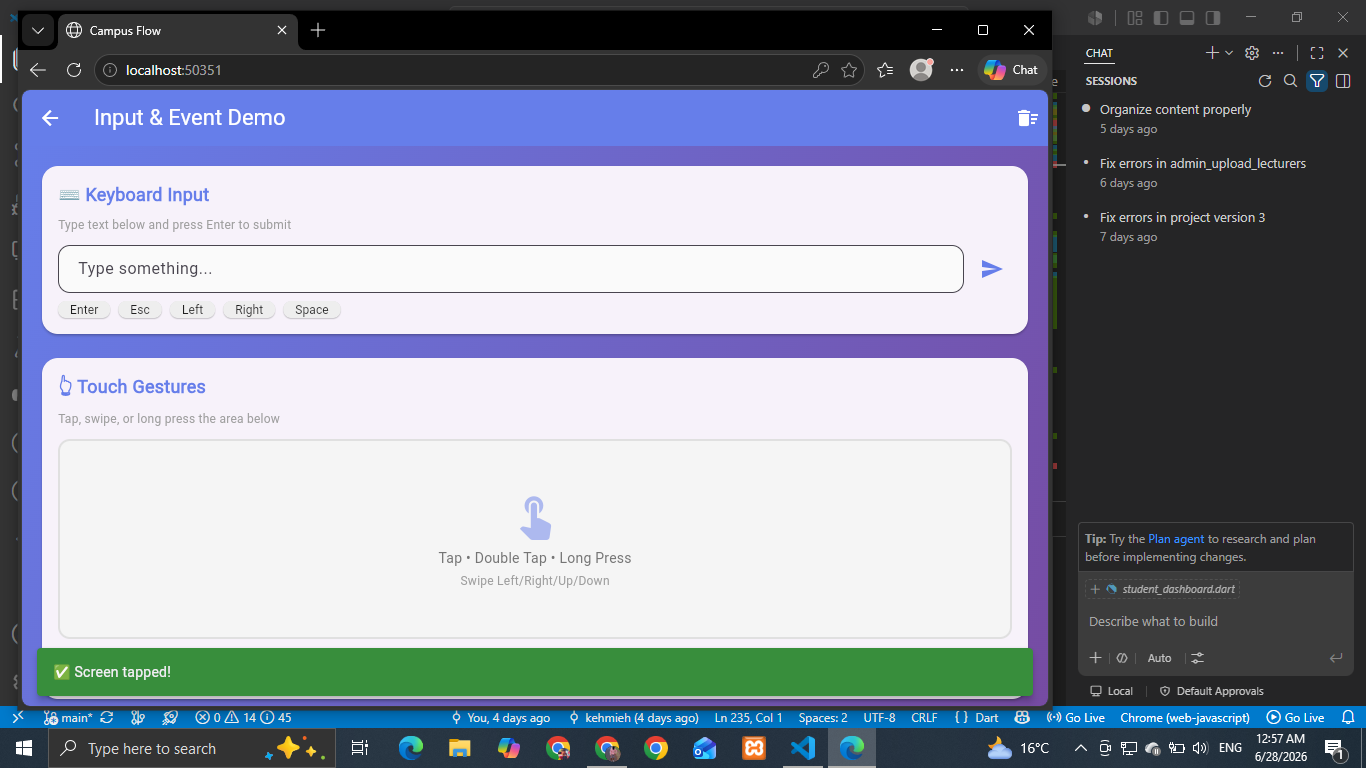 Campus Flow
localhost:50351
Chat
Input & Event Demo
⌨️ Keyboard Input
Type text below and press Enter to submit
Type something...
Enter Esc Left Right Space
👆 Touch Gestures
Tap, swipe, or long press the area below
Tap • Double Tap • Long Press
Swipe Left/Right/Up/Down
✅ Screen tapped!
CHAT
SESSIONS
Organize content properly
5 days ago
Fix errors in admin_upload_lecturers
6 days ago
Fix errors in project version 3
7 days ago
Tip: Try the Plan agent to research and plan
before implementing changes.
student_dashboard.dart
Describe what to build
Auto
Local Default Approvals
main* 0 14 45 You, 4 days ago kehmieh (4 days ago) Ln 235, Col 1 Spaces: 2 UTF-8 CRLF { } Dart Go Live Chrome (web-javascript) Go Live
Type here to search
16°C ENG
12:57 AM
6/28/2026
1